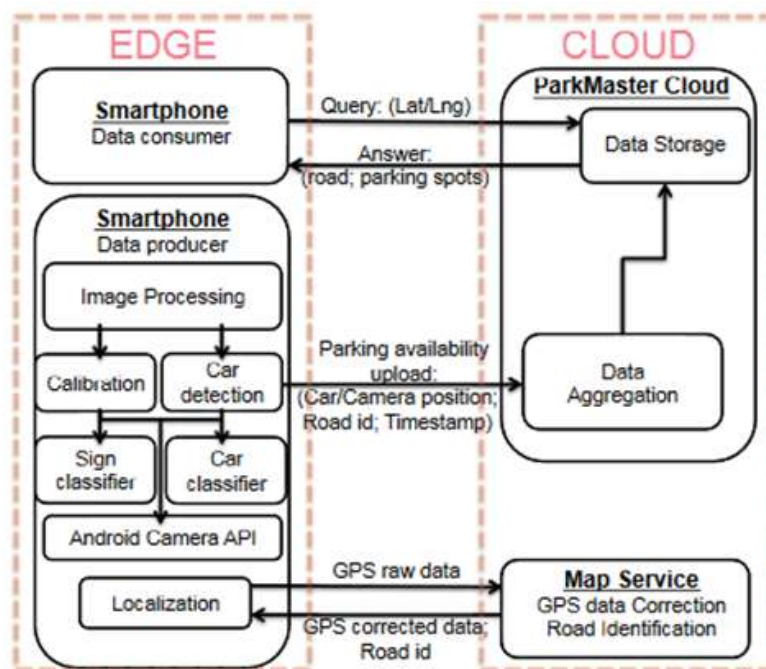 EDGE
CLOUD
Smartphone
Data consumer
Query: (Lat/Lng)
Answer:
(road; parking spots)
ParkMaster Cloud
Data Storage
Smartphone
Data producer
Image Processing
Calibration
Car
detection
Sign
classifier
Car
classifier
Android Camera API
Localization
Parking availability
upload:
(Car/Camera position;
Road id; Timestamp)
Data
Aggregation
GPS raw data
GPS corrected data;
Road id
Map Service
GPS data Correction
Road Identification